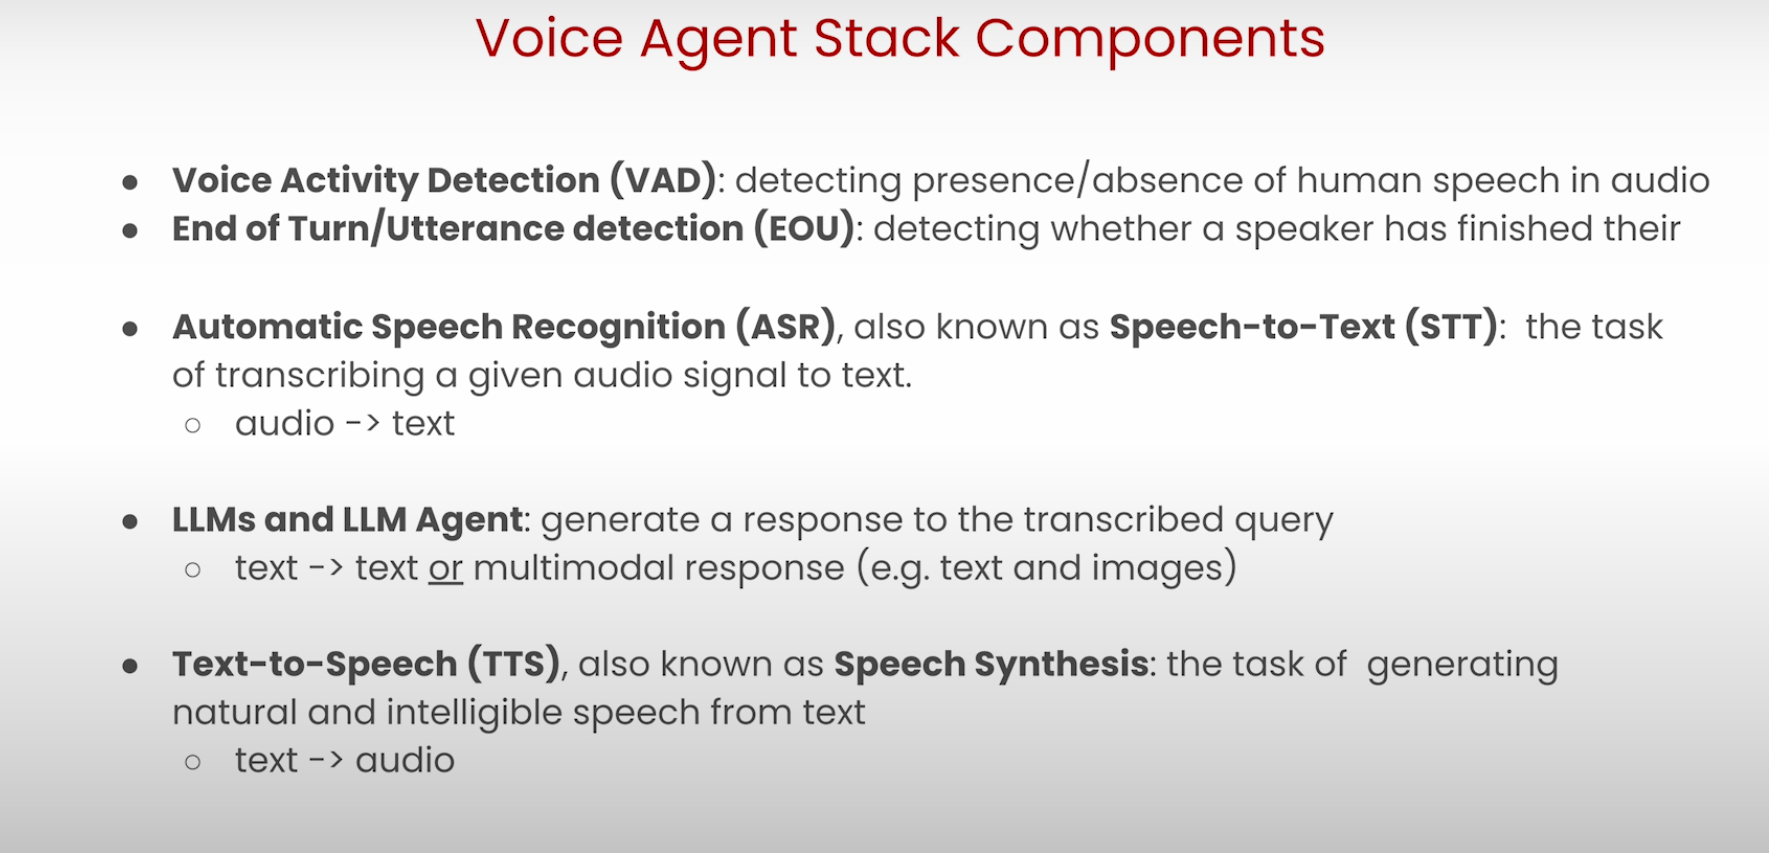 Voice Agent Stack Components
● Voice Activity Detection (VAD): detecting presence/absence of human speech in audio
● End of Turn/Utterance detection (EOU): detecting whether a speaker has finished their
● Automatic Speech Recognition (ASR), also known as Speech-to-Text (STT):  the task
of transcribing a given audio signal to text.
○ audio -> text
● LLMs and LLM Agent: generate a response to the transcribed query
○ text -> text or multimodal response (e.g. text and images)
● Text-to-Speech (TTS), also known as Speech Synthesis: the task of  generating
natural and intelligible speech from text
○ text -> audio